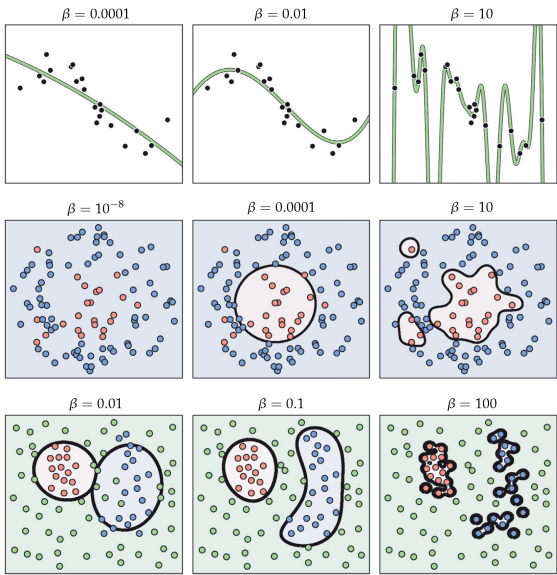 β = 0.0001
β = 0.01
β = 10
β = 10⁻⁸
β = 0.0001
β = 10
β = 0.01
β = 0.1
β = 100